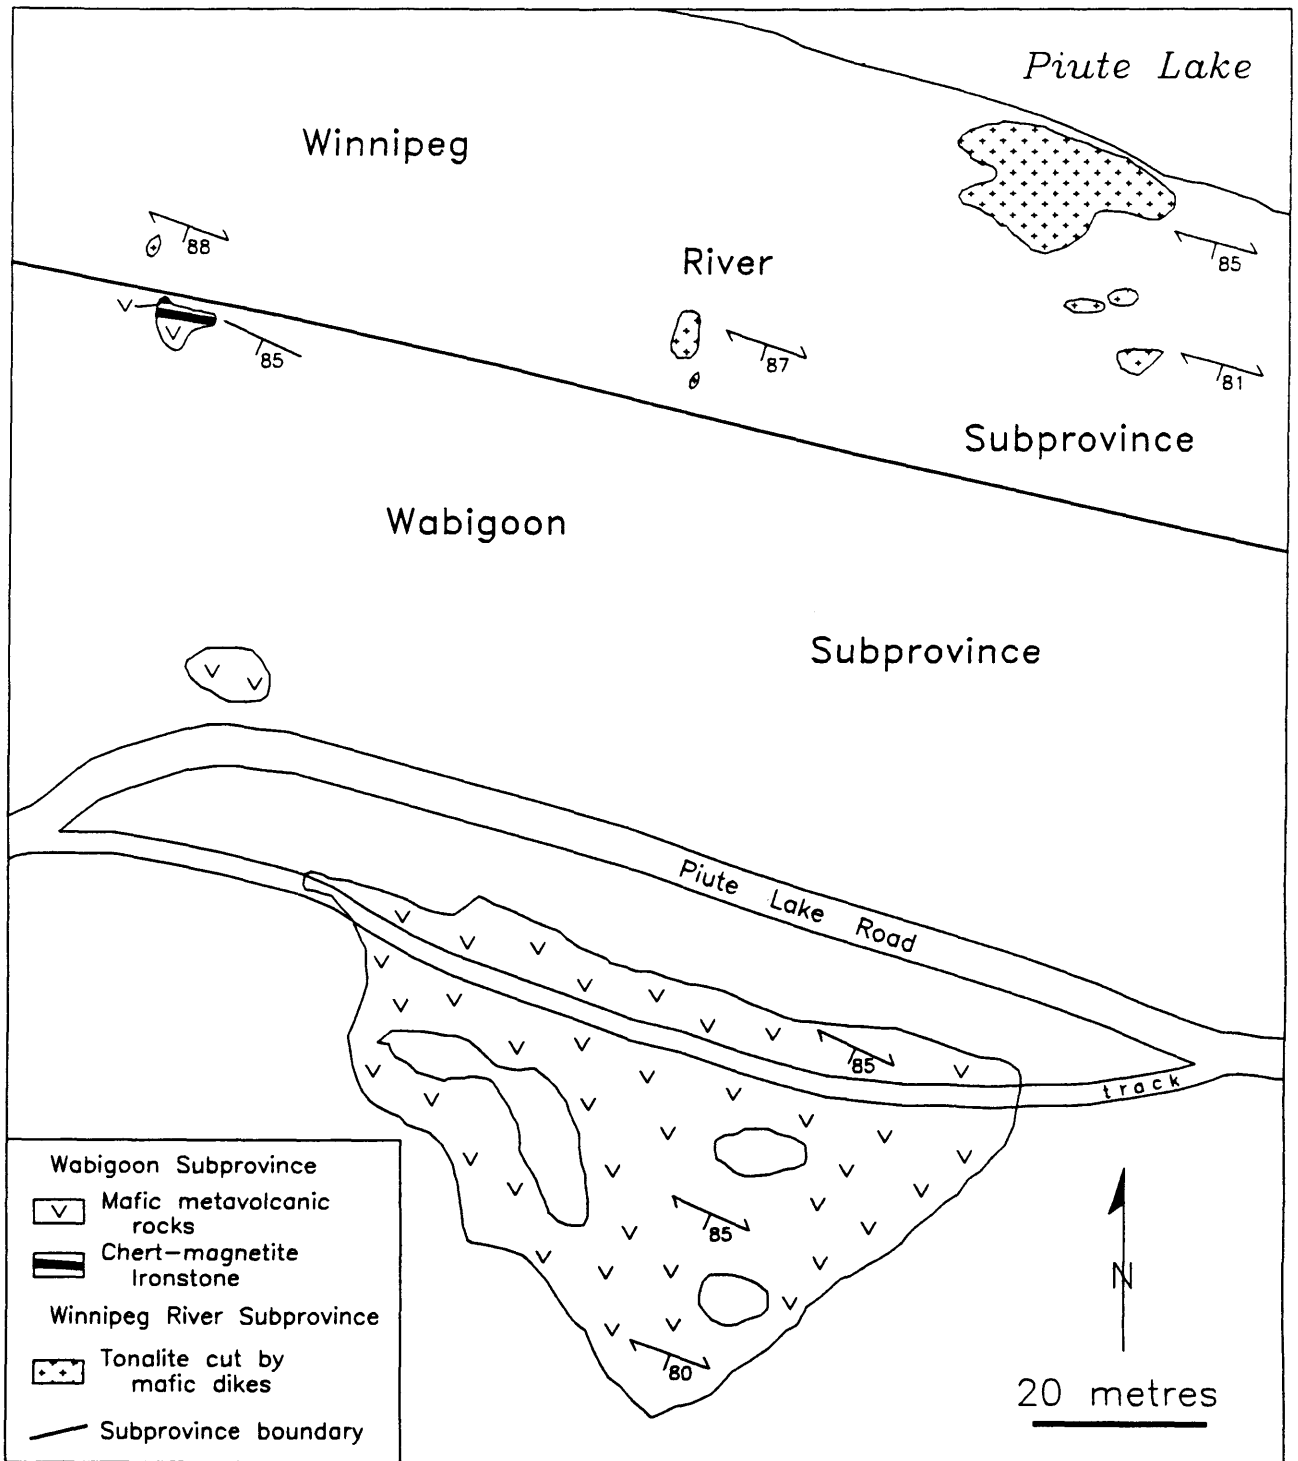 Piute Lake
Winnipeg
88
River
85
85
87
81
Subprovince
Wabigoon
Subprovince
Piute Lake Road
85
track
85
80
N
20 metres
Wabigoon Subprovince
Mafic metavolcanic
rocks
Chert-magnetite
Ironstone
Winnipeg River Subprovince
Tonalite cut by
mafic dikes
Subprovince boundary